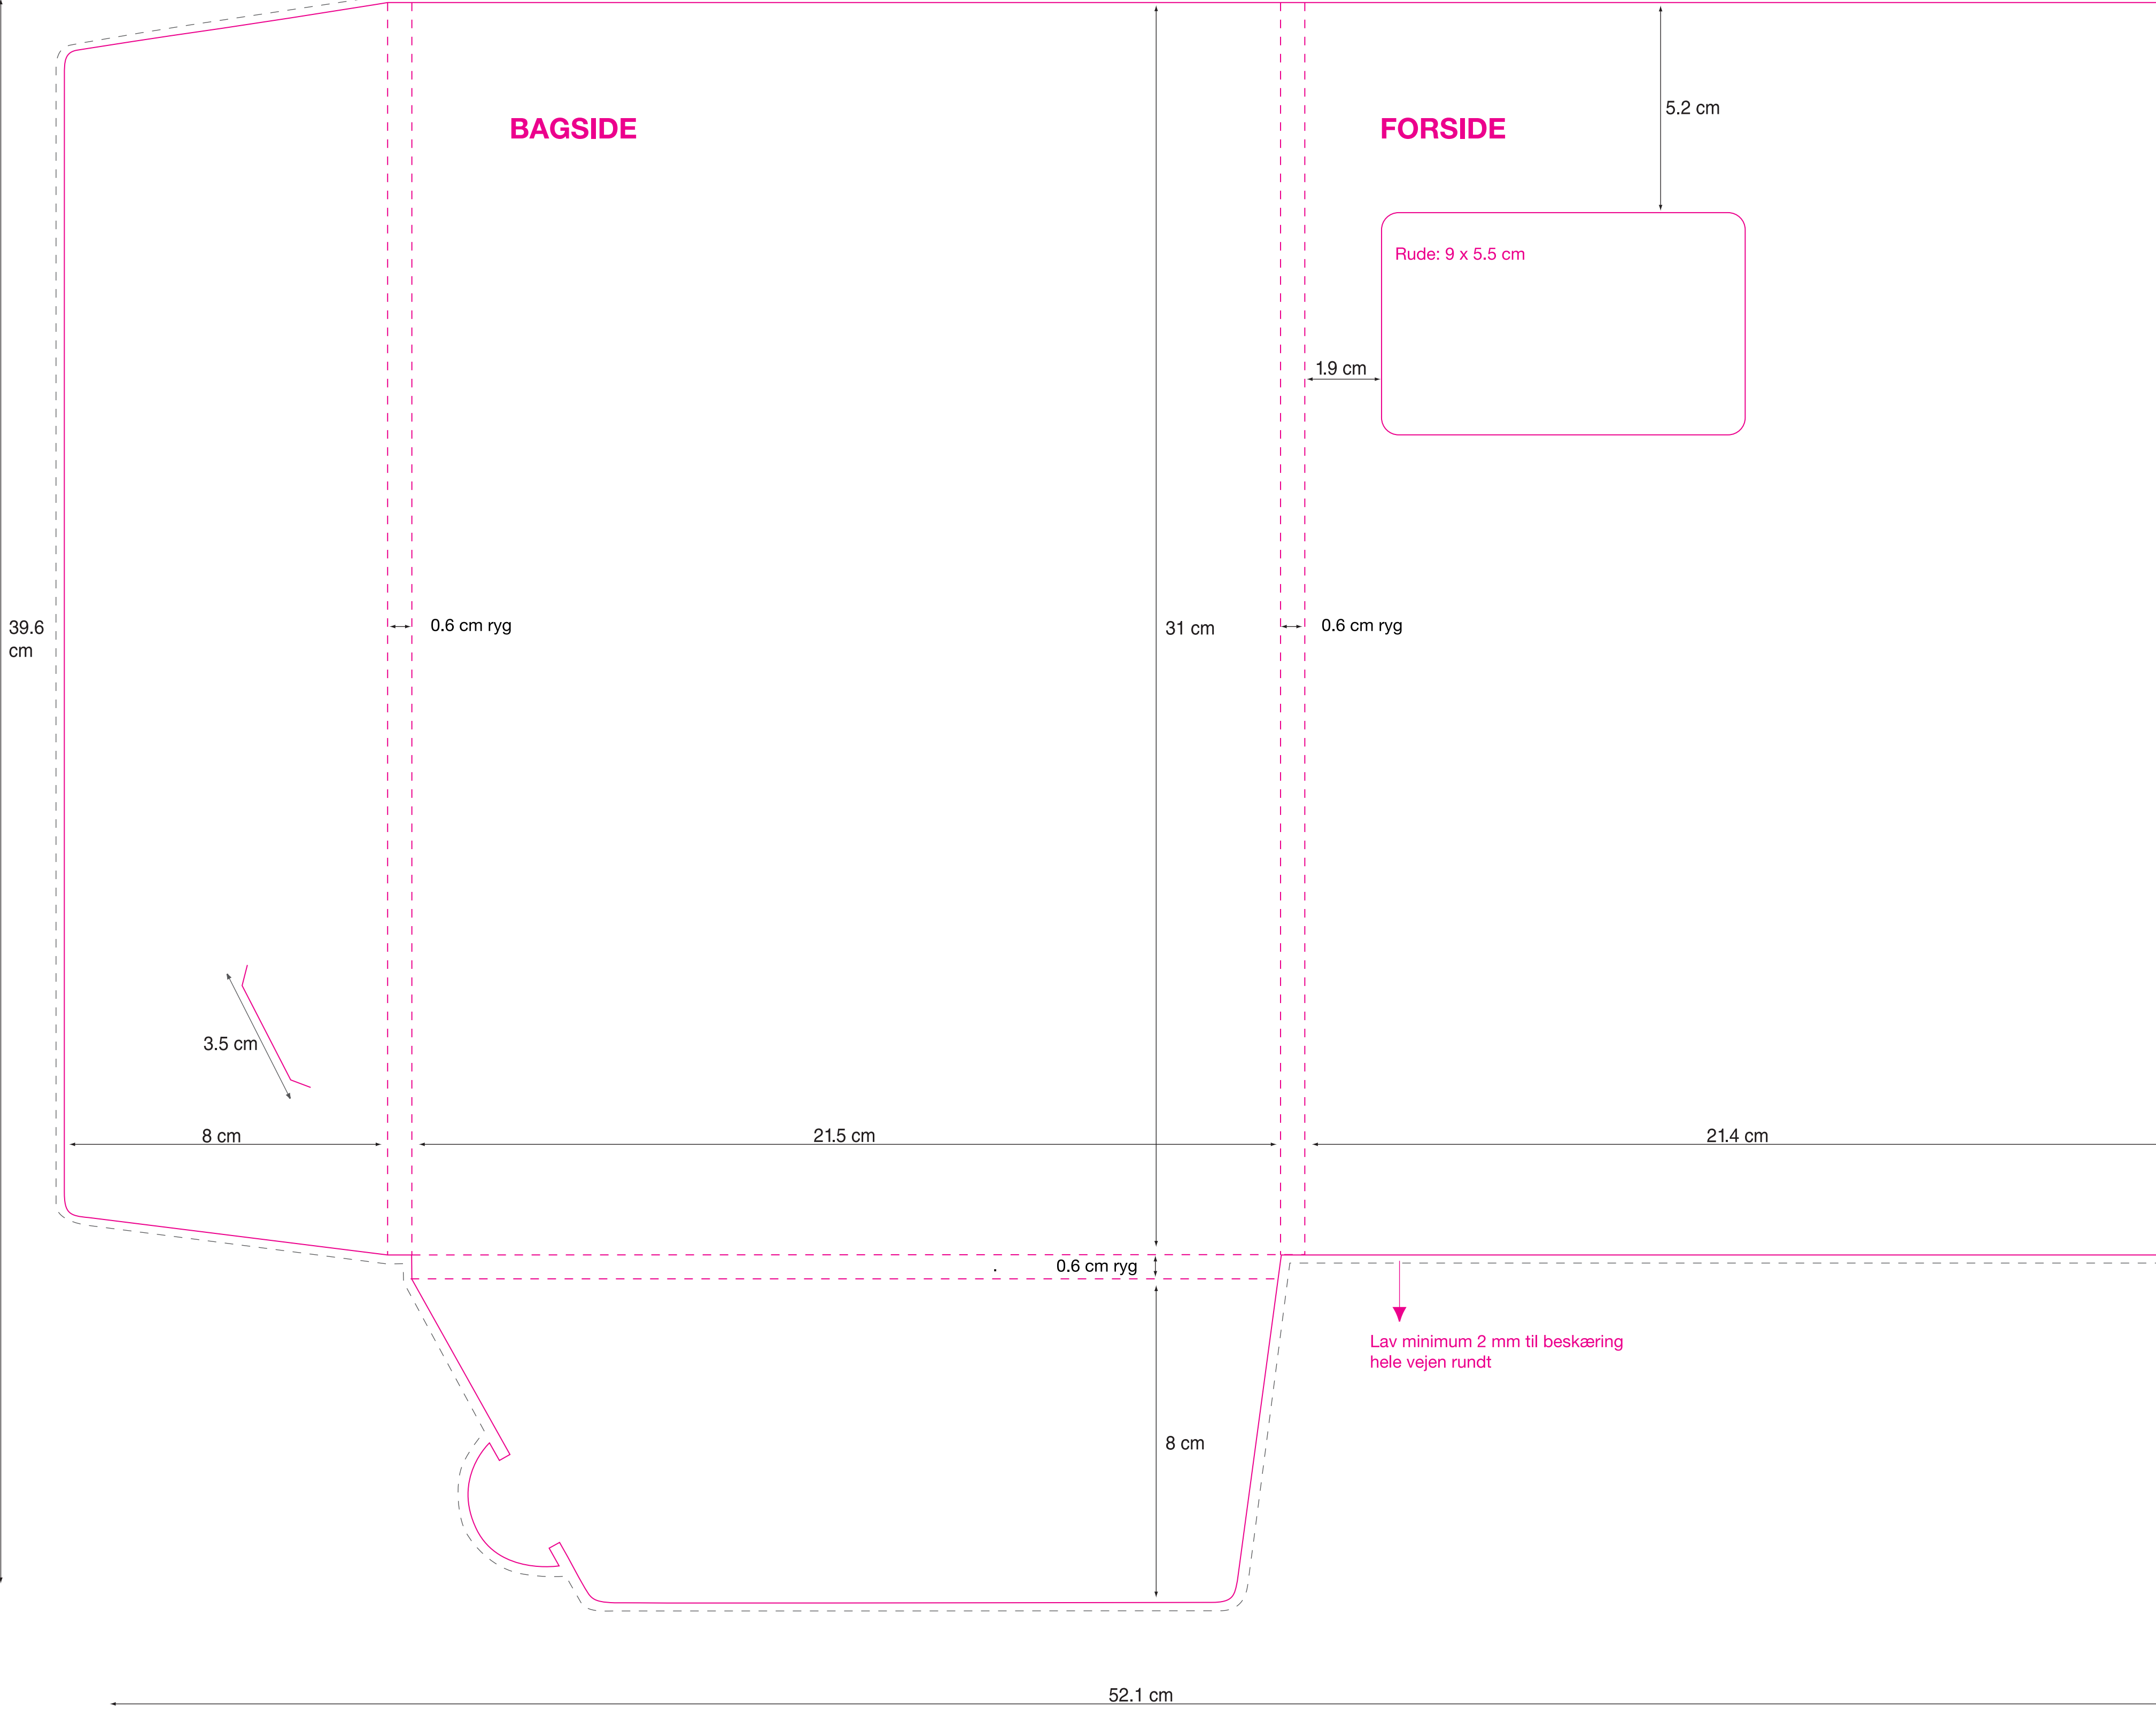 BAGSIDE
FORSIDE
5.2 cm
Rude: 9 x 5.5 cm
1.9 cm
39.6
cm
0.6 cm ryg
31 cm
0.6 cm ryg
3.5 cm
8 cm
21.5 cm
21.4 cm
0.6 cm ryg
Lav minimum 2 mm til beskæring
hele vejen rundt
8 cm
52.1 cm